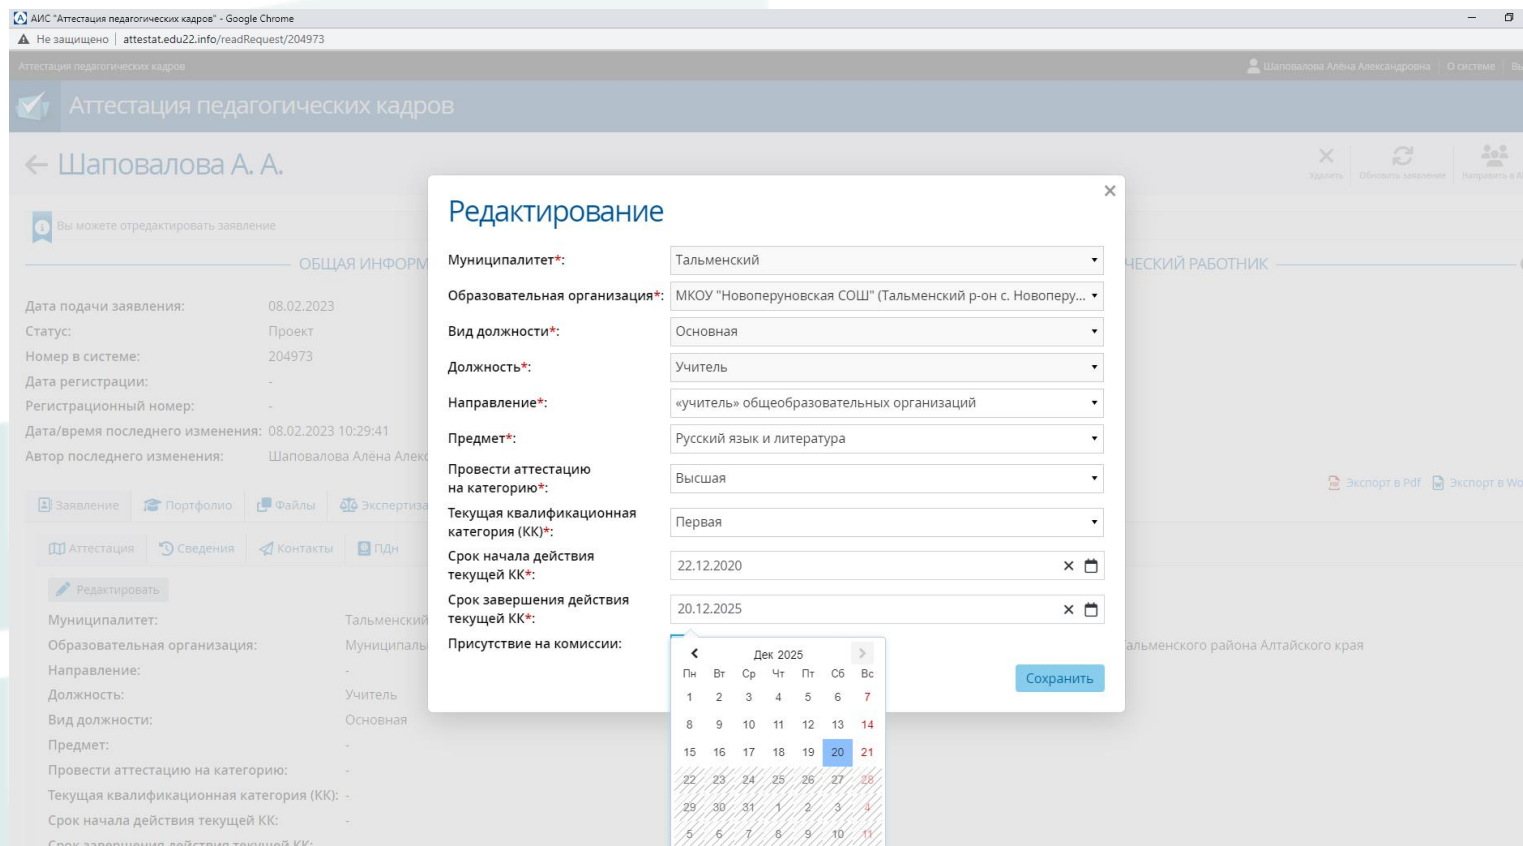 АИС "Аттестация педагогических кадров" - Google Chrome
Не защищено | attestat.edu22.info/readRequest/204973
Аттестация педагогических кадров
Шаповалова Алёна Александровна | О системе
Аттестация педагогических кадров
Шаповалова А. А.
Удалить Обновить заявление Направить в
Вы можете отредактировать заявление
ОБЩАЯ ИНФОРМ
ЧЕСКИЙ РАБОТНИК
Дата подачи заявления: 08.02.2023
Статус: Проект
Номер в системе: 204973
Дата регистрации: -
Регистрационный номер: -
Дата/время последнего изменения: 08.02.2023 10:29:41
Автор последнего изменения: Шаповалова Алёна Алекс
Экспорт в Pdf Экспорт в Wo
Заявление Портфолио Файлы Экспертиза
Аттестация Сведения Контакты ПДн
Редактировать
Муниципалитет: Тальменский
Образовательная организация: Муниципаль
альменского района Алтайского края
Направление: -
Должность: Учитель
Вид должности: Основная
Предмет: -
Провести аттестацию на категорию: -
Текущая квалификационная категория (КК): -
Срок начала действия текущей КК: -
Срок завершения действия текущей КК:
Редактирование
Муниципалитет*: Тальменский
Образовательная организация*: МКОУ "Новоперуновская СОШ" (Тальменский р-он с. Новоперу...
Вид должности*: Основная
Должность*: Учитель
Направление*: «учитель» общеобразовательных организаций
Предмет*: Русский язык и литература
Провести аттестацию
на категорию*: Высшая
Текущая квалификационная
категория (КК)*: Первая
Срок начала действия
текущей КК*: 22.12.2020
Срок завершения действия
текущей КК*: 20.12.2025
Присутствие на комиссии:
Дек 2025
Пн Вт Ср Чт Пт Сб Вс
1 2 3 4 5 6 7
8 9 10 11 12 13 14
15 16 17 18 19 20 21
22 23 24 25 26 27 28
29 30 31 1 2 3 4
5 6 7 8 9 10 11
Сохранить